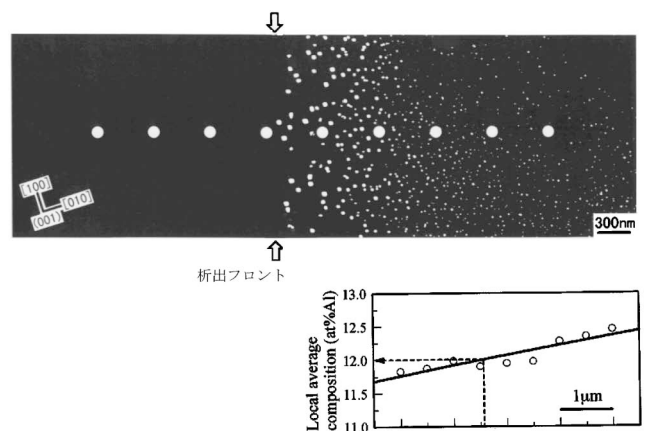 [100]
[010]
(001)
300nm
析出フロント
Local average
composition (at%Al)
13.0
12.5
12.0
11.5
11.0
1μm